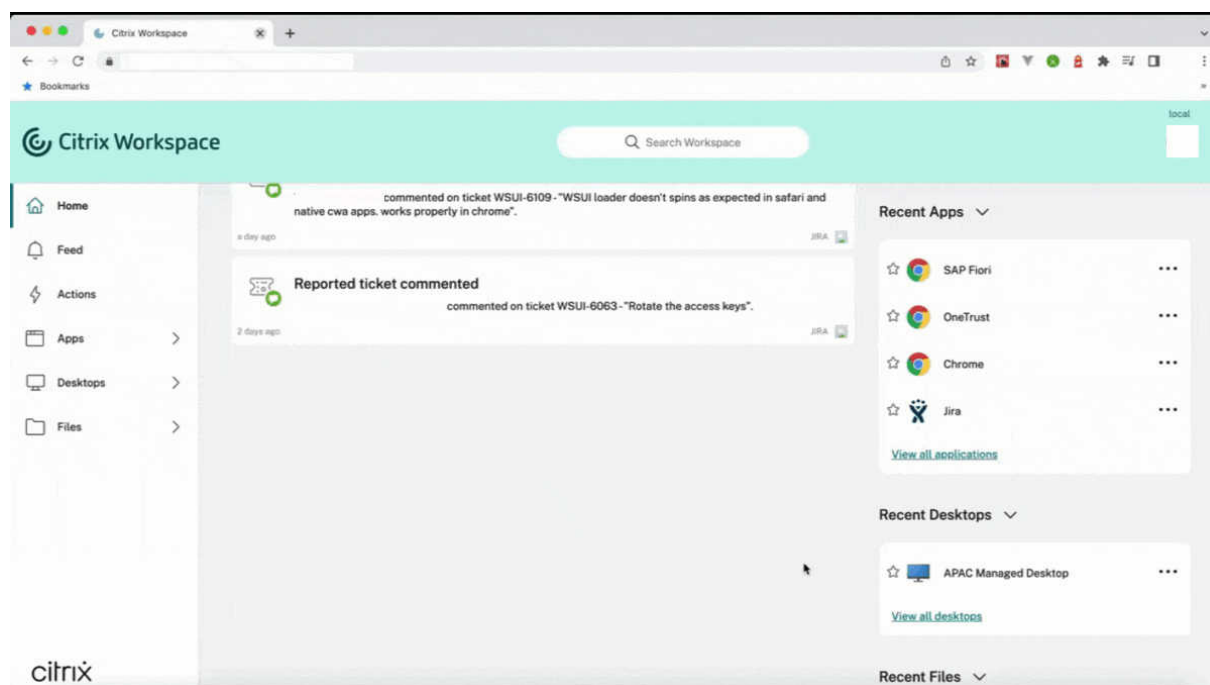 Citrix Workspace
Bookmarks
local
Citrix Workspace
Search Workspace
Home
Feed
Actions
Apps
Desktops
Files
citrix
commented on ticket WSUI-6109-"WSUI loader doesn't spins as expected in safari and
native cwa apps. works properly in chrome".
a day ago
JIRA
Reported ticket commented
commented on ticket WSUI-6063-"Rotate the access keys".
2 days ago
JIRA
Recent Apps
SAP Fiori
OneTrust
Chrome
Jira
View all applications
Recent Desktops
APAC Managed Desktop
View all desktops
Recent Files